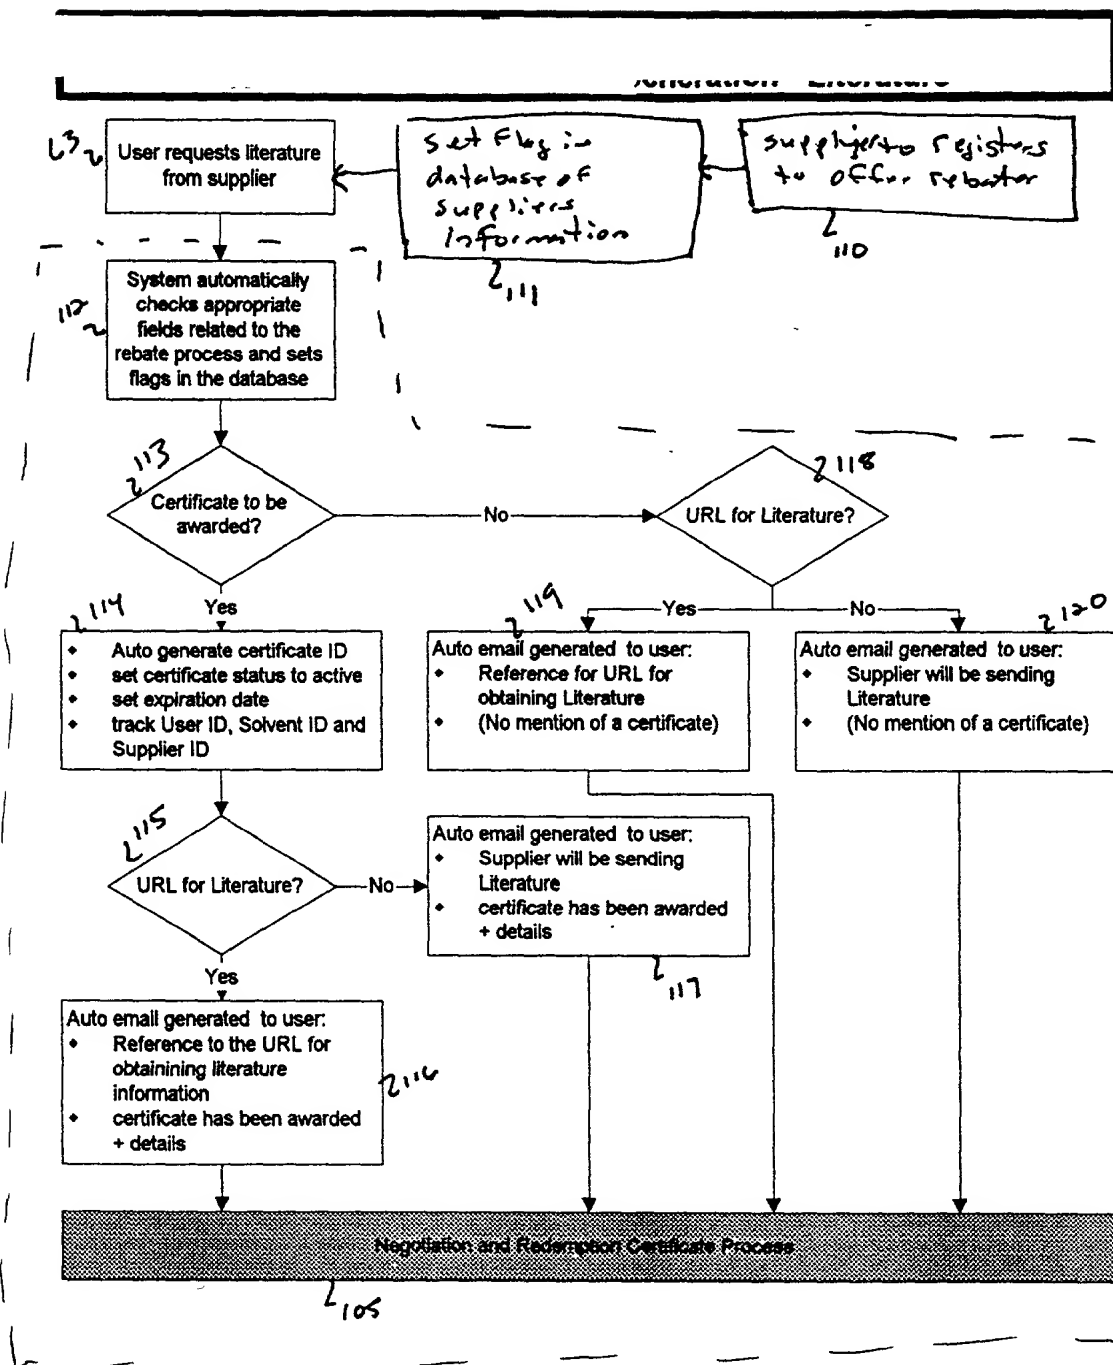 63
User requests literature
from supplier
set Flag in
database of
suppliers
Information
111
to offer
110
112
System automatically
checks appropriate
fields related to the
rebate process and sets
flags in the database
113
Certificate to be
awarded?
No
118
URL for Literature?
Yes
114
Auto generate certificate ID
set certificate status to active
set expiration date
track User ID, Solvent ID and
Supplier ID
Yes
119
Auto email generated to user:
Reference for URL for
obtaining Literature
(No mention of a certificate)
No
120
Auto email generated to user:
Supplier will be sending
Literature
(No mention of a certificate)
115
URL for Literature?
No
Auto email generated to user:
Supplier will be sending
Literature
certificate has been awarded
+ details
117
Yes
Auto email generated to user:
Reference to the URL for
obtainining literature
information
certificate has been awarded
+ details
116
Negotiation and Redemption Certificate Process
105